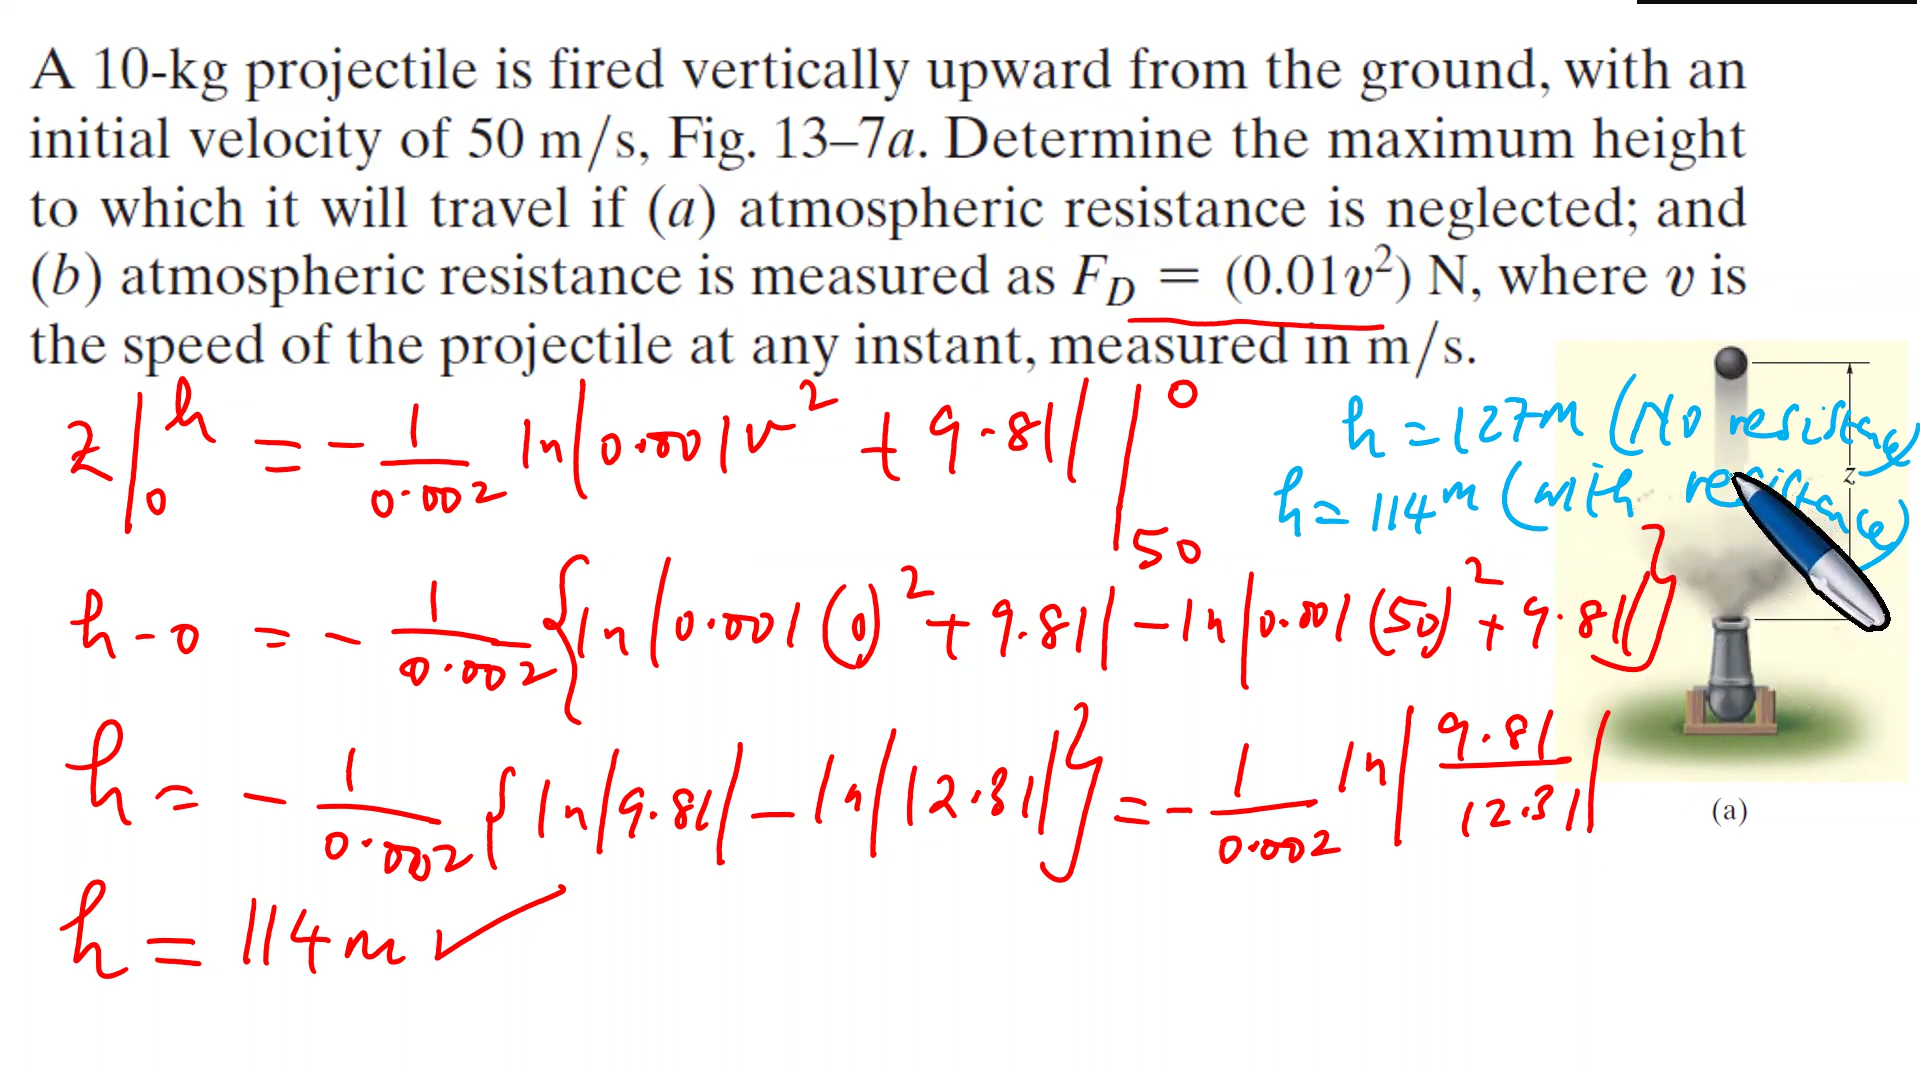 A 10-kg projectile is fired vertically upward from the ground, with an
initial velocity of 50 m/s, Fig. 13–7a. Determine the maximum height
to which it will travel if (a) atmospheric resistance is neglected; and
(b) atmospheric resistance is measured as F_D = (0.01v²) N, where v is
the speed of the projectile at any instant, measured in m/s.
z|₀ʰ = - 1/0.002 ln|0.001v² + 9.81| |₅₀⁰
h = 127m (No resistance)
h = 114m (with resistance)
z
h - 0 = - 1/0.002 {ln|0.001(0)² + 9.81| - ln|0.001(50)² + 9.81|}
h = - 1/0.002 {ln|9.81| - ln|12.31|} = - 1/0.002 ln|9.81/12.31|
(a)
h = 114m ✓